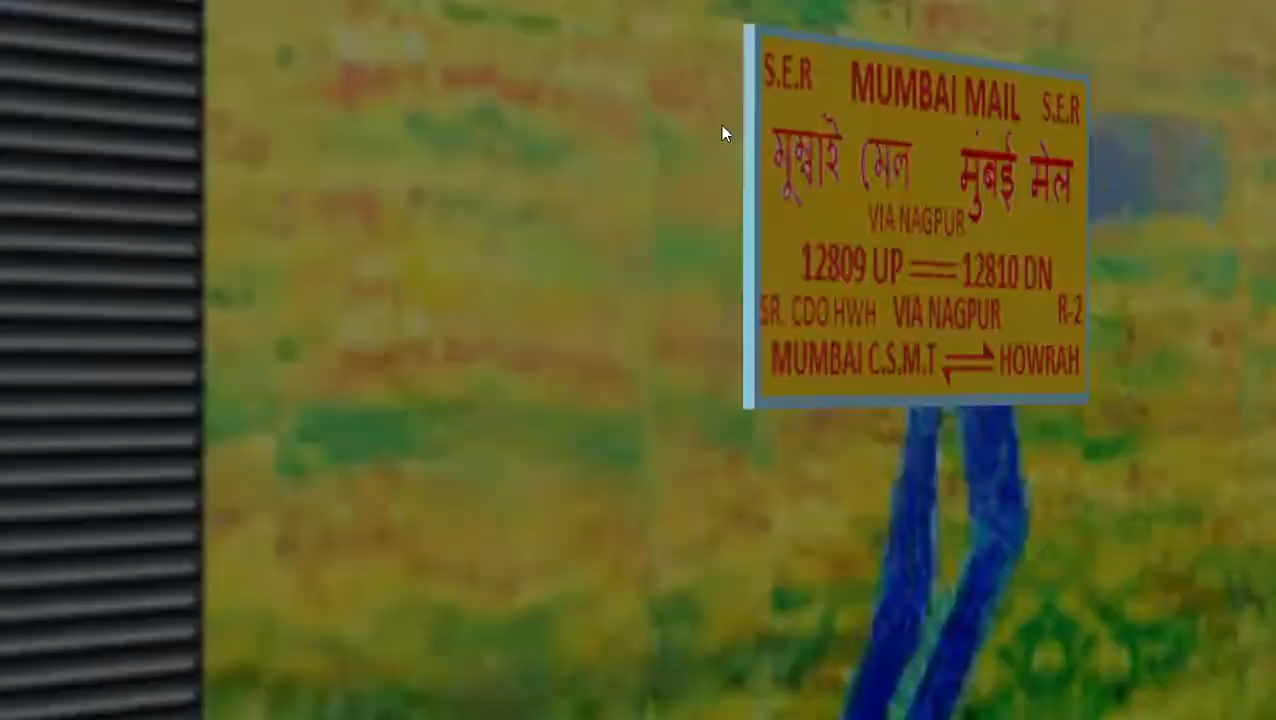 S.E.R MUMBAI MAIL S.E.R
মুম্বাই মেল मुंबई मेल
VIA NAGPUR
12809 UP 12810 DN
SR. CDO HWH VIA NAGPUR R-2
MUMBAI C.S.M.T ⇌ HOWRAH